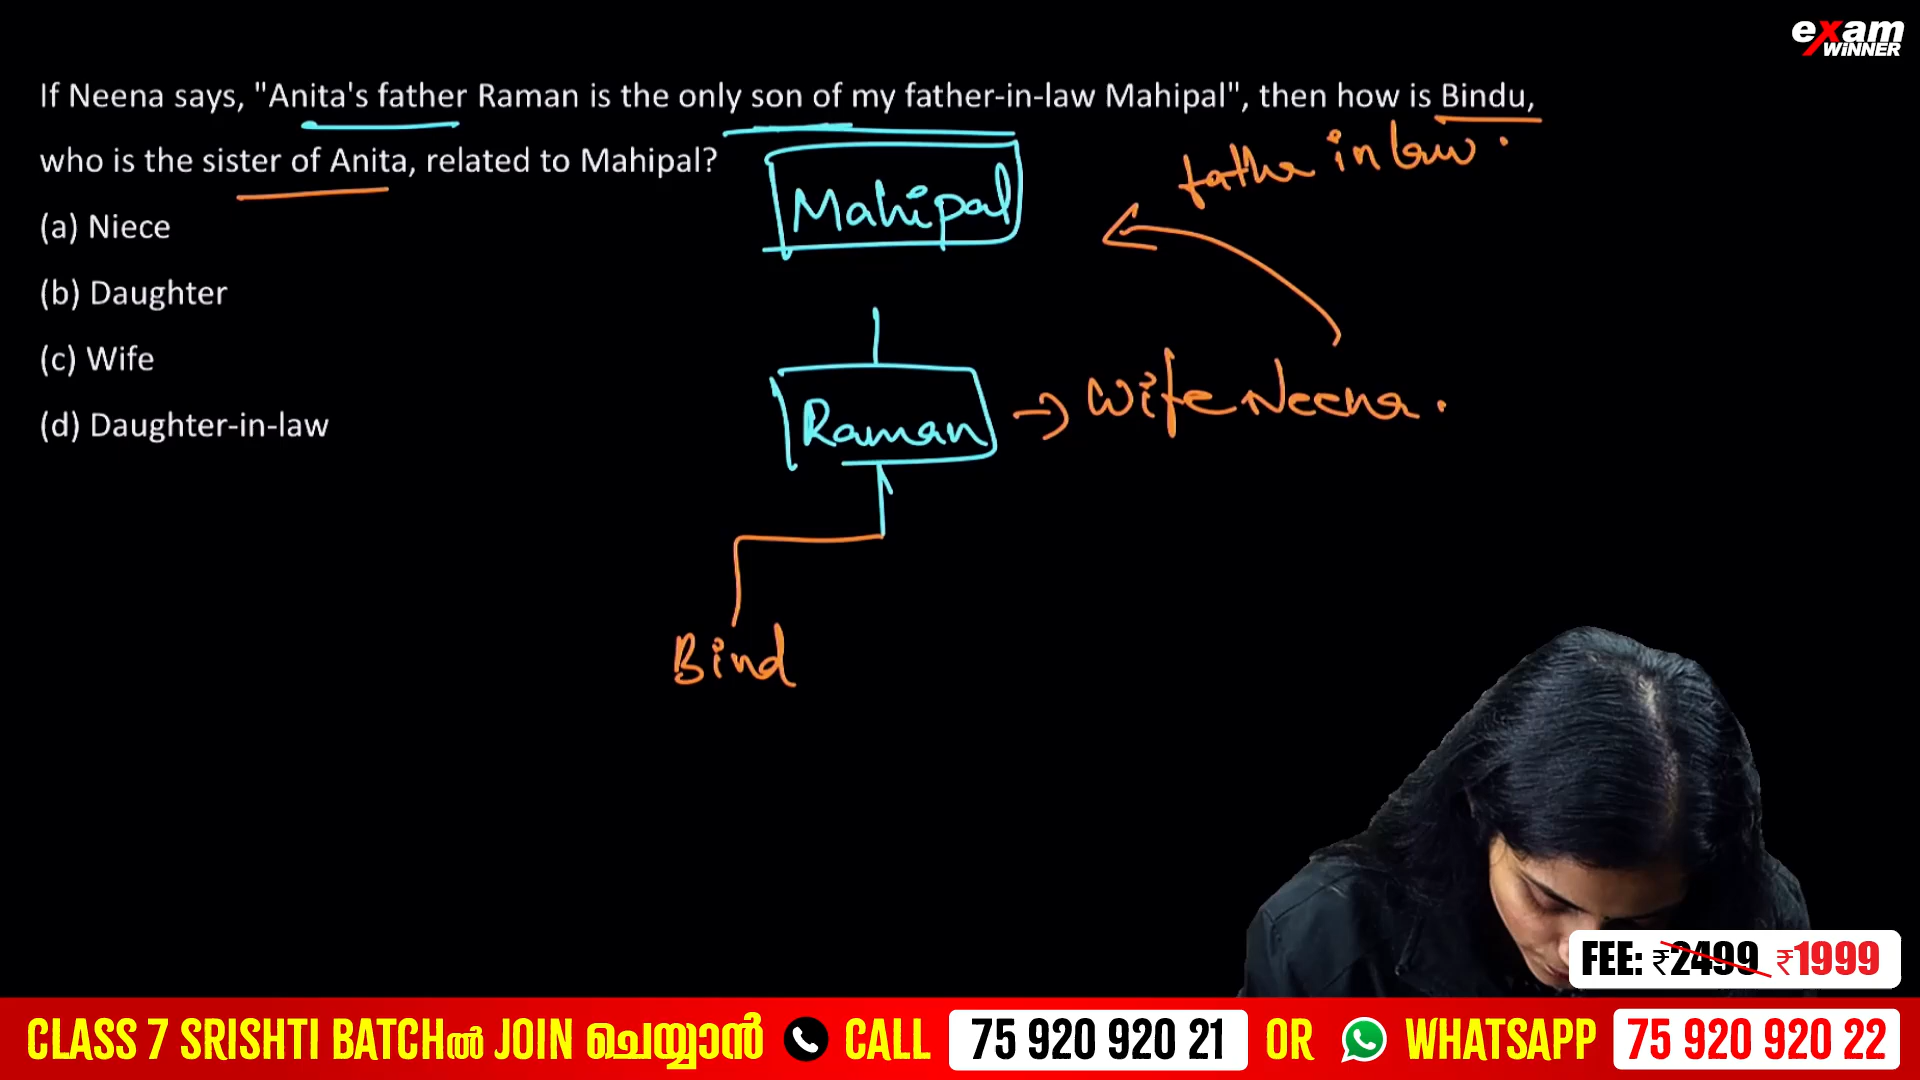 exam
WINNER
If Neena says, "Anita's father Raman is the only son of my father-in-law Mahipal", then how is Bindu,
who is the sister of Anita, related to Mahipal?
father in law.
Mahipal
(a) Niece
(b) Daughter
(c) Wife
(d) Daughter-in-law
Raman → Wife Neena.
Bind
FEE: ₹2499 ₹1999
CLASS 7 SRISHTI BATCHൽ JOIN ചെയ്യാൻ CALL 75 920 920 21 OR WHATSAPP 75 920 920 22